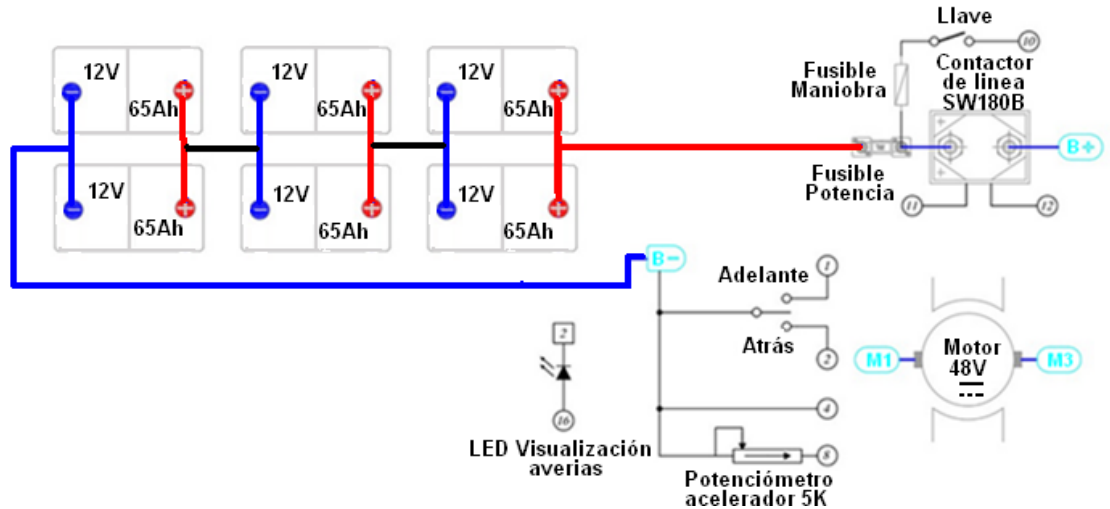 12V
65Ah
12V
65Ah
12V
65Ah
12V
65Ah
12V
65Ah
12V
65Ah
Llave
10
Fusible
Maniobra
Contactor
de linea
SW180B
B+
Fusible
Potencia
11
12
B-
Adelante
1
Atrás
2
4
8
Potenciómetro
acelerador 5K
2
16
LED Visualización
averias
M1
Motor
48V
M3